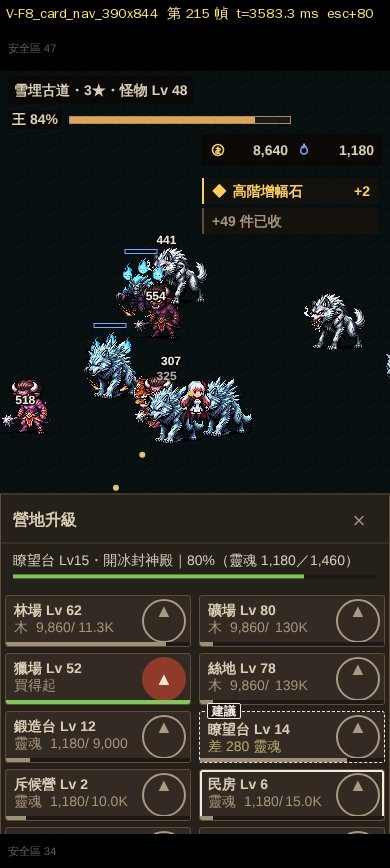 V-F8_card_nav_390x844 第 215 幀 t=3583.3 ms esc+80
安全區 47
雪埋古道・3★・怪物 Lv 48
王 84%
8,640 1,180
高階增幅石 +2
+49 件已收
441
554
307
325
518
營地升級 ×
瞭望台 Lv15・開冰封神殿｜80%（靈魂 1,180／1,460）
林場 Lv 62
木 9,860/ 11.3K
礦場 Lv 80
木 9,860/ 130K
獵場 Lv 52
買得起
絲地 Lv 78
木 9,860/ 139K
鍛造台 Lv 12
靈魂 1,180/ 9,000
建議
瞭望台 Lv 14
差 280 靈魂
斥候營 Lv 2
靈魂 1,180/ 10.0K
民房 Lv 6
靈魂 1,180/ 15.0K
安全區 34